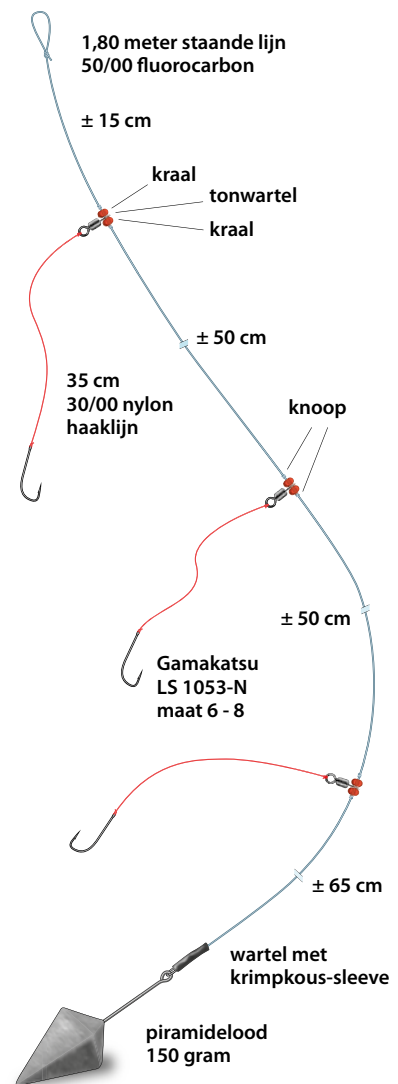 1,80 meter staande lijn
50/00 fluorocarbon
± 15 cm
kraal
tonwartel
kraal
± 50 cm
35 cm
30/00 nylon
haaklijn
knoop
± 50 cm
Gamakatsu
LS 1053-N
maat 6 - 8
± 65 cm
wartel met
krimpkous-sleeve
piramidelood
150 gram